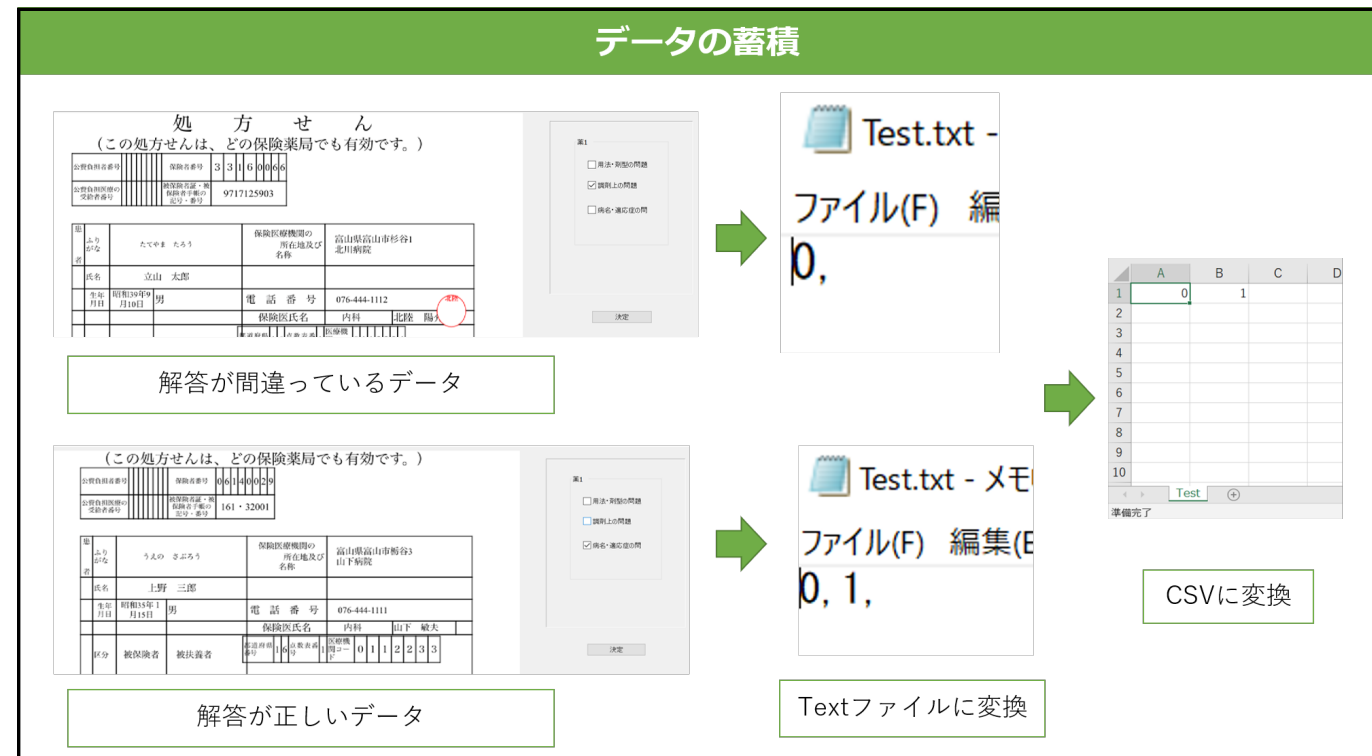 データの蓄積
処　方　せ　ん
(この処方せんは、どの保険薬局でも有効です。)
公費負担者番号
保険者番号 3 3 1 6 0 0 6 6
公費負担医療の
受給者番号
被保険者証・被
保険者手帳の
記号・番号
9717125903
患
者
ふり
がな
たてやま たろう
保険医療機関の
所在地及び
名称
富山県富山市杉谷1
北川病院
氏名 立山 太郎
生年
月日
昭和39年9
月10日
男
電 話 番 号 076-444-1112
保険医氏名 内科 北陸
北陸
薬1
用法・剤型の問題
調剤上の問題
病名・適応症の問
決定
解答が間違っているデータ
Test.txt -
ファイル(F) 編
0,
(この処方せんは、どの保険薬局でも有効です。)
公費負担者番号
保険者番号 0 6 1 4 0 0 2 9
公費負担医療の
受給者番号
被保険者証・被
保険者手帳の
記号・番号
161・32001
患
者
ふり
がな
うえの さぶろう
保険医療機関の
所在地及び
名称
富山県富山市栃谷3
山下病院
氏名 上野 三郎
生年
月日
昭和35年1
月15日
男
電 話 番 号 076-444-1111
保険医氏名 内科 山下 敏夫
区分 被保険者 被扶養者
都道府県
番号
1 6
点数表番
号
1
医療機
関コー
ド
0 1 1 2 2 3 3
薬1
用法・剤型の問題
調剤上の問題
病名・適応症の問
決定
解答が正しいデータ
Test.txt - メモ
ファイル(F) 編集(E
0, 1,
Textファイルに変換
A B C D
1 0 1
2
3
4
5
6
7
8
9
10
Test
準備完了
CSVに変換